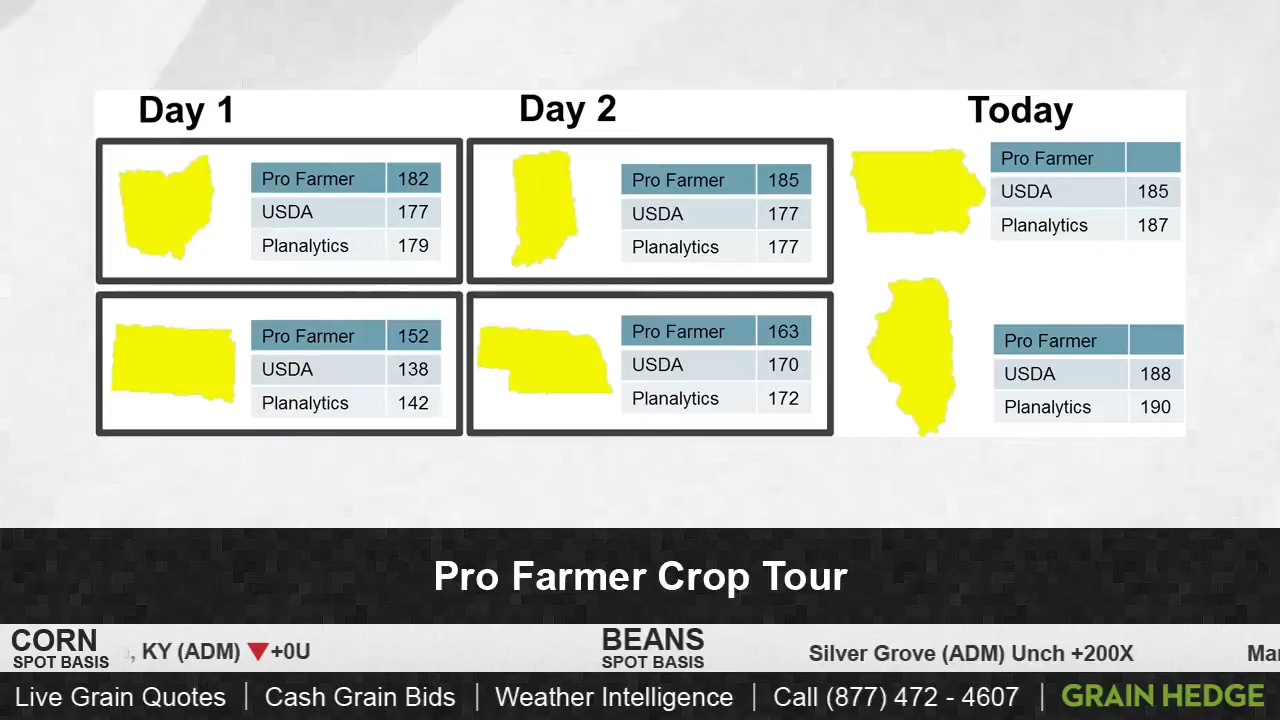 Day 1
Day 2
Today
Pro Farmer 182
USDA 177
Planalytics 179
Pro Farmer 185
USDA 177
Planalytics 177
Pro Farmer
USDA 185
Planalytics 187
Pro Farmer 152
USDA 138
Planalytics 142
Pro Farmer 163
USDA 170
Planalytics 172
Pro Farmer
USDA 188
Planalytics 190
Pro Farmer Crop Tour
CORN
SPOT BASIS
, KY (ADM) ▼+0U
BEANS
SPOT BASIS
Silver Grove (ADM) Unch +200X
Live Grain Quotes | Cash Grain Bids | Weather Intelligence | Call (877) 472 - 4607 | GRAIN HEDGE